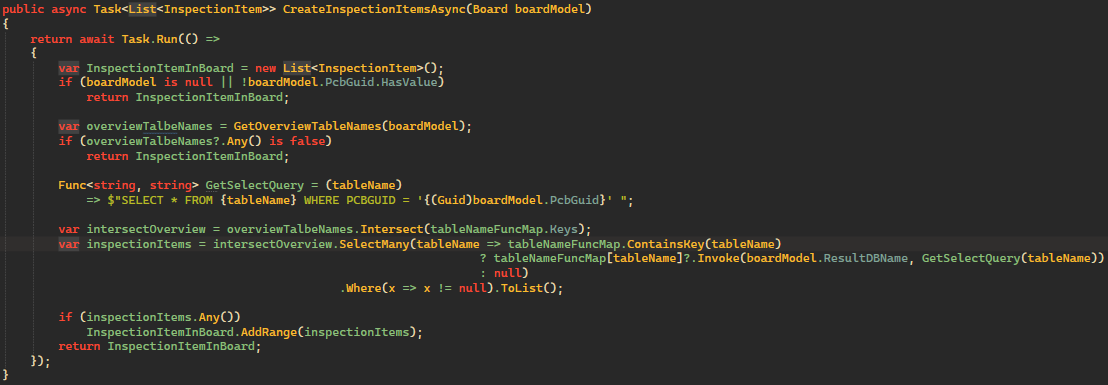 public async Task<List<InspectionItem>> CreateInspectionItemsAsync(Board boardModel)
{
    return await Task.Run(() =>
    {
        var InspectionItemInBoard = new List<InspectionItem>();
        if (boardModel is null || !boardModel.PcbGuid.HasValue)
            return InspectionItemInBoard;

        var overviewTalbeNames = GetOverviewTableNames(boardModel);
        if (overviewTalbeNames?.Any() is false)
            return InspectionItemInBoard;

        Func<string, string> GetSelectQuery = (tableName)
            => $"SELECT * FROM {tableName} WHERE PCBGUID = '{(Guid)boardModel.PcbGuid}' ";

        var intersectOverview = overviewTalbeNames.Intersect(tableNameFuncMap.Keys);
        var inspectionItems = intersectOverview.SelectMany(tableName => tableNameFuncMap.ContainsKey(tableName)
                                                                    ? tableNameFuncMap[tableName]?.Invoke(boardModel.ResultDBName, GetSelectQuery(tableName))
                                                                    : null)
                                                .Where(x => x != null).ToList();

        if (inspectionItems.Any())
            InspectionItemInBoard.AddRange(inspectionItems);
        return InspectionItemInBoard;
    });
}